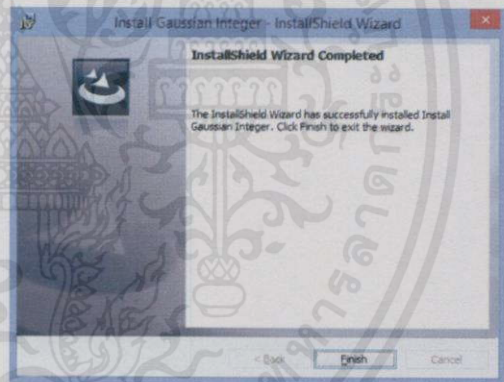 Install Gaussian Integer - InstallShield Wizard
InstallShield Wizard Completed
The InstallShield Wizard has successfully installed Install
Gaussian Integer. Click Finish to exit the wizard.
< Back
Finish
Cancel